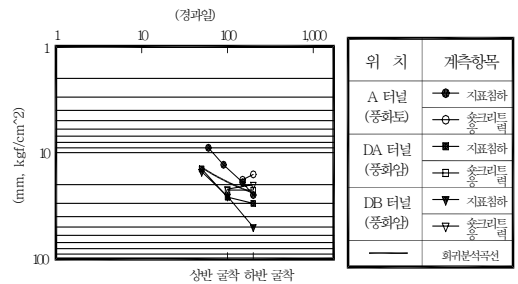 (경과일)
1 10 100 1,000
1
10
100
(mm, kgf/cm^2)
상반 굴착 하반 굴착
위 치 계측항목
A 터널
(풍화토)
지표침하
숏크리트
응 력
DA 터널
(풍화암)
지표침하
숏크리트
응 력
DB 터널
(풍화암)
지표침하
숏크리트
응 력
회귀분석곡선